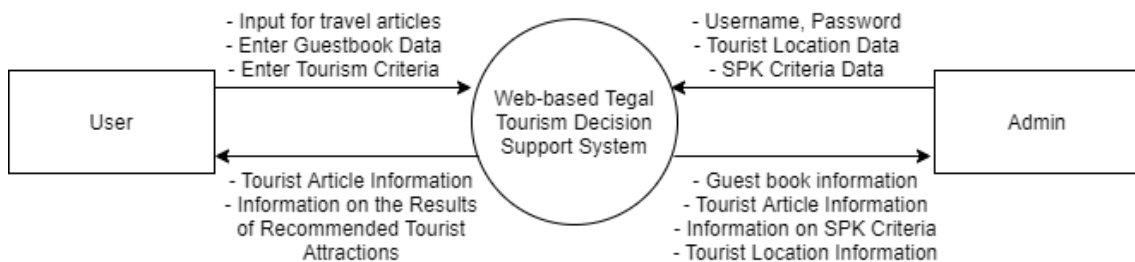 - Input for travel articles
- Enter Guestbook Data
- Enter Tourism Criteria
User
- Tourist Article Information
- Information on the Results
of Recommended Tourist
Attractions
Web-based Tegal
Tourism Decision
Support System
- Username, Password
- Tourist Location Data
- SPK Criteria Data
Admin
- Guest book information
- Tourist Article Information
- Information on SPK Criteria
- Tourist Location Information